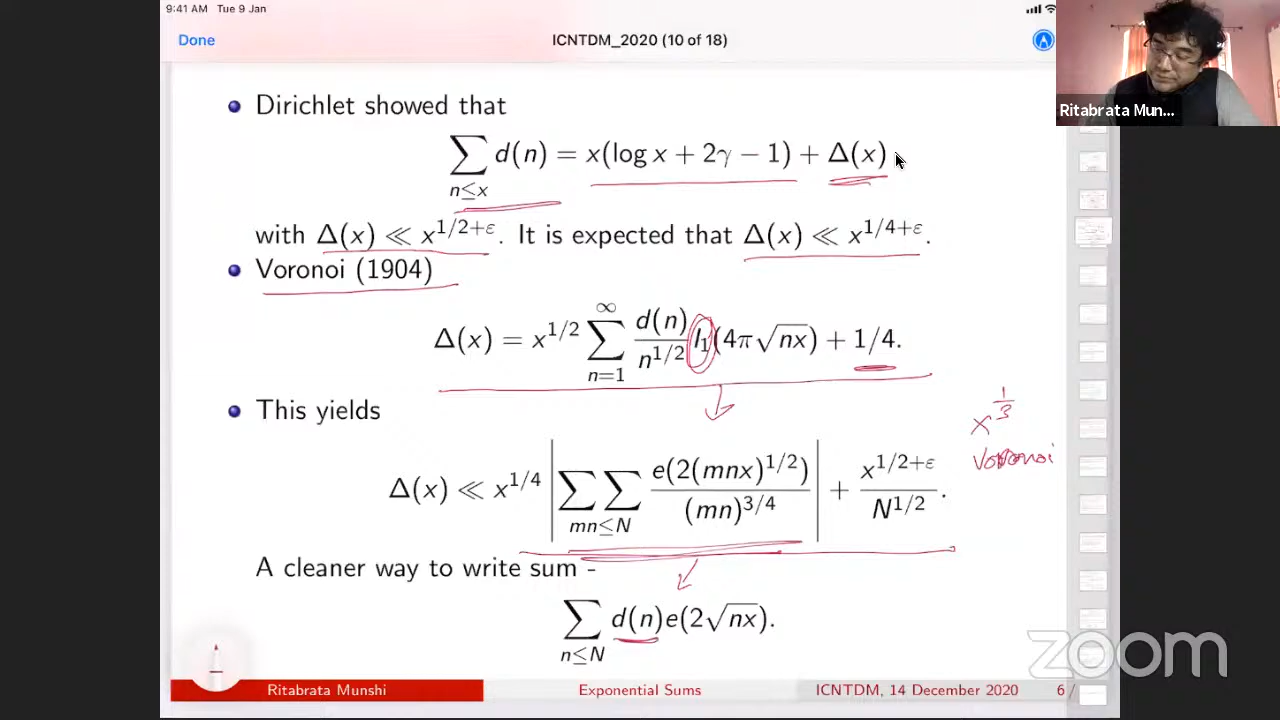 9:41 AM Tue 9 Jan
Done
ICNTDM_2020 (10 of 18)
Ritabrata Mun...
• Dirichlet showed that
∑_{n≤x} d(n) = x(log x + 2γ − 1) + Δ(x)
with Δ(x) ≪ x^{1/2+ε}. It is expected that Δ(x) ≪ x^{1/4+ε}.
• Voronoi (1904)
Δ(x) = x^{1/2} ∑_{n=1}^{∞} d(n)/n^{1/2} I_1(4π√nx) + 1/4.
• This yields
x^{1/3}
Voronoi
Δ(x) ≪ x^{1/4} |∑∑_{mn≤N} e(2(mnx)^{1/2})/(mn)^{3/4}| + x^{1/2+ε}/N^{1/2}.
A cleaner way to write sum -
∑_{n≤N} d(n)e(2√nx).
zoom
Ritabrata Munshi
Exponential Sums
ICNTDM, 14 December 2020
6 /